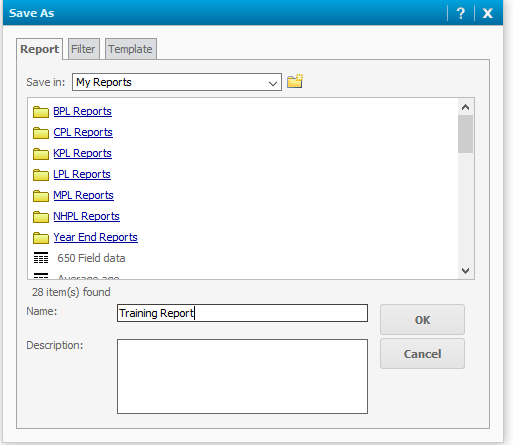 Save As ? X
Report Filter Template
Save in: My Reports
BPL Reports
CPL Reports
KPL Reports
LPL Reports
MPL Reports
NHPL Reports
Year End Reports
650 Field data
Average age
28 item(s) found
Name: Training Report OK
Description: Cancel